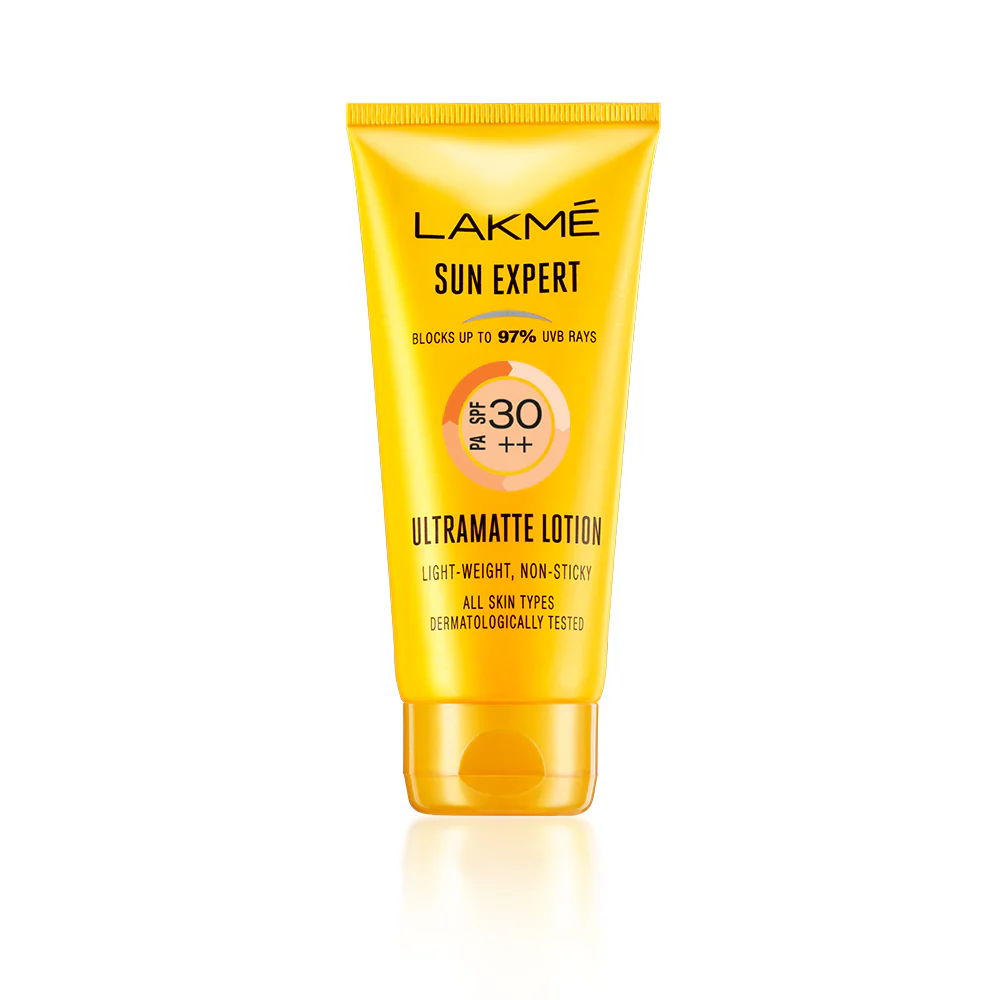 LAKMÉ
SUN EXPERT
BLOCKS UP TO 97% UVB RAYS
PA SPF 30
++
ULTRAMATTE LOTION
LIGHT-WEIGHT, NON-STICKY
ALL SKIN TYPES
DERMATOLOGICALLY TESTED